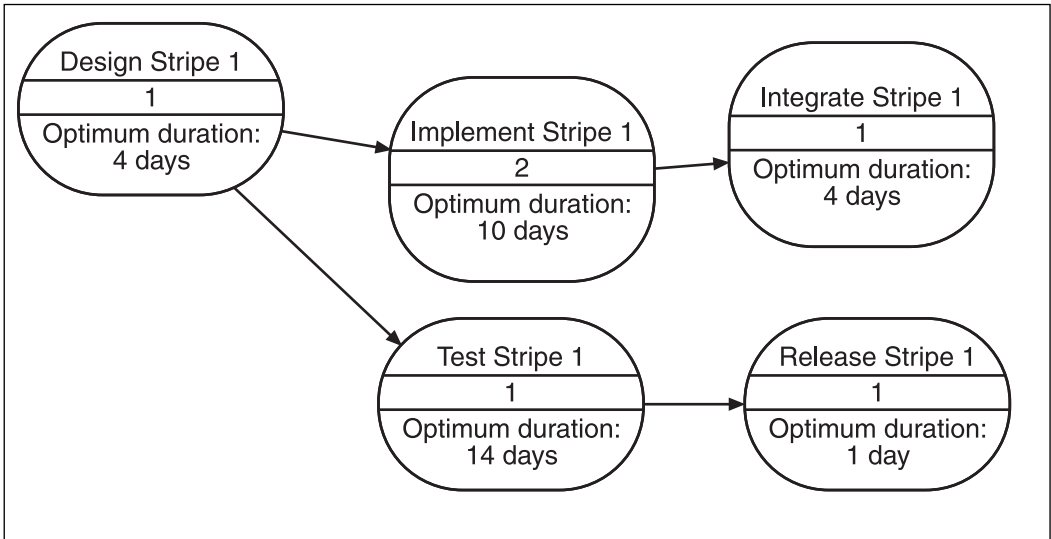 Design Stripe 1
1
Optimum duration:
4 days
Implement Stripe 1
2
Optimum duration:
10 days
Integrate Stripe 1
1
Optimum duration:
4 days
Test Stripe 1
1
Optimum duration:
14 days
Release Stripe 1
1
Optimum duration:
1 day